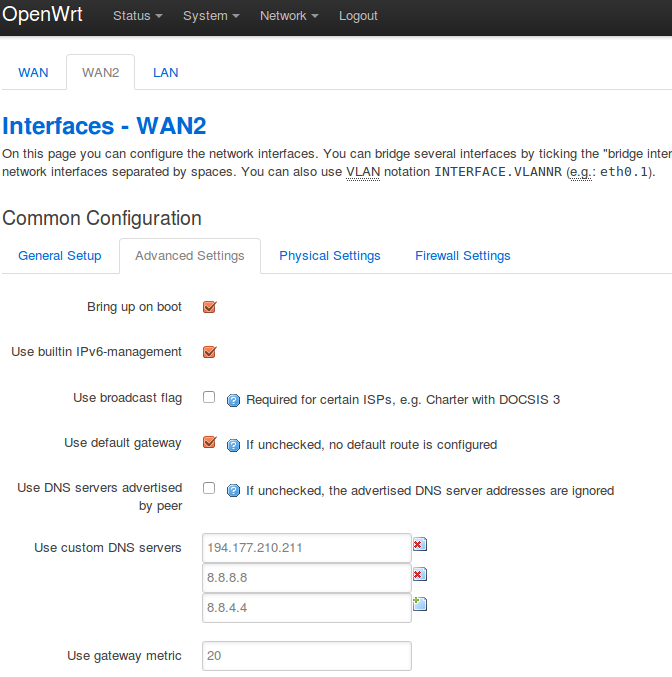 OpenWrt Status System Network Logout
WAN WAN2 LAN
Interfaces - WAN2
On this page you can configure the network interfaces. You can bridge several interfaces by ticking the "bridge inter
network interfaces separated by spaces. You can also use VLAN notation INTERFACE.VLANNR (e.g.: eth0.1).
Common Configuration
General Setup Advanced Settings Physical Settings Firewall Settings
Bring up on boot
Use builtin IPv6-management
Use broadcast flag Required for certain ISPs, e.g. Charter with DOCSIS 3
Use default gateway If unchecked, no default route is configured
Use DNS servers advertised If unchecked, the advertised DNS server addresses are ignored
by peer
Use custom DNS servers 194.177.210.211
8.8.8.8
8.8.4.4
Use gateway metric 20